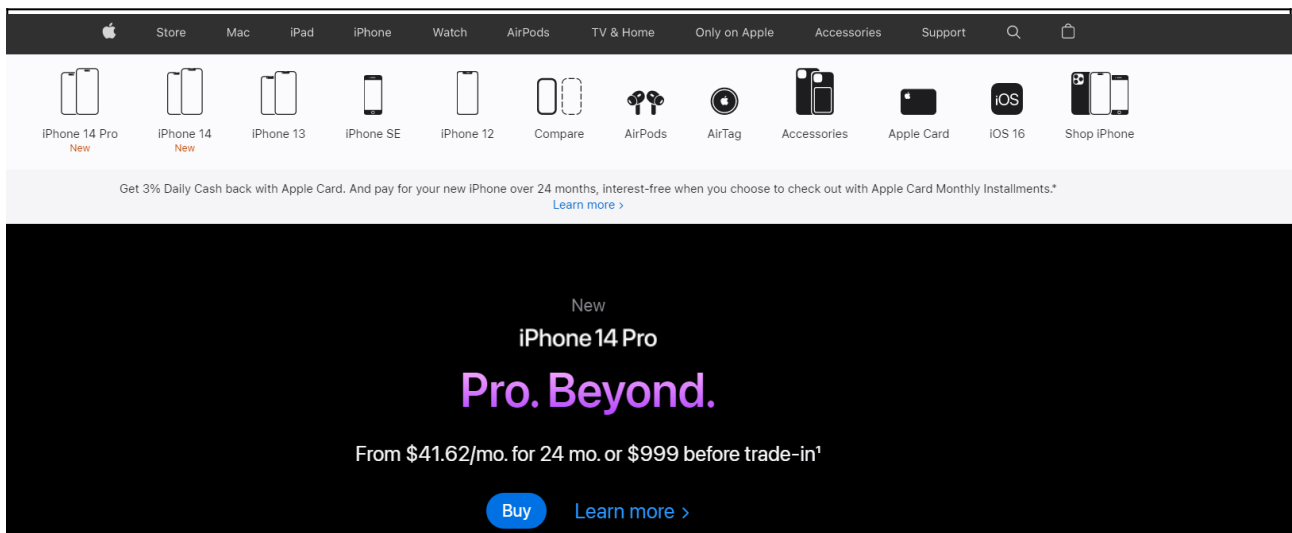 Store Mac iPad iPhone Watch AirPods TV & Home Only on Apple Accessories Support
iPhone 14 Pro iPhone 14 iPhone 13 iPhone SE iPhone 12 Compare AirPods AirTag Accessories Apple Card iOS iOS 16 Shop iPhone
New New
Get 3% Daily Cash back with Apple Card. And pay for your new iPhone over 24 months, interest-free when you choose to check out with Apple Card Monthly Installments.*
Learn more >
New
iPhone 14 Pro
Pro. Beyond.
From $41.62/mo. for 24 mo. or $999 before trade-in¹
Buy Learn more >